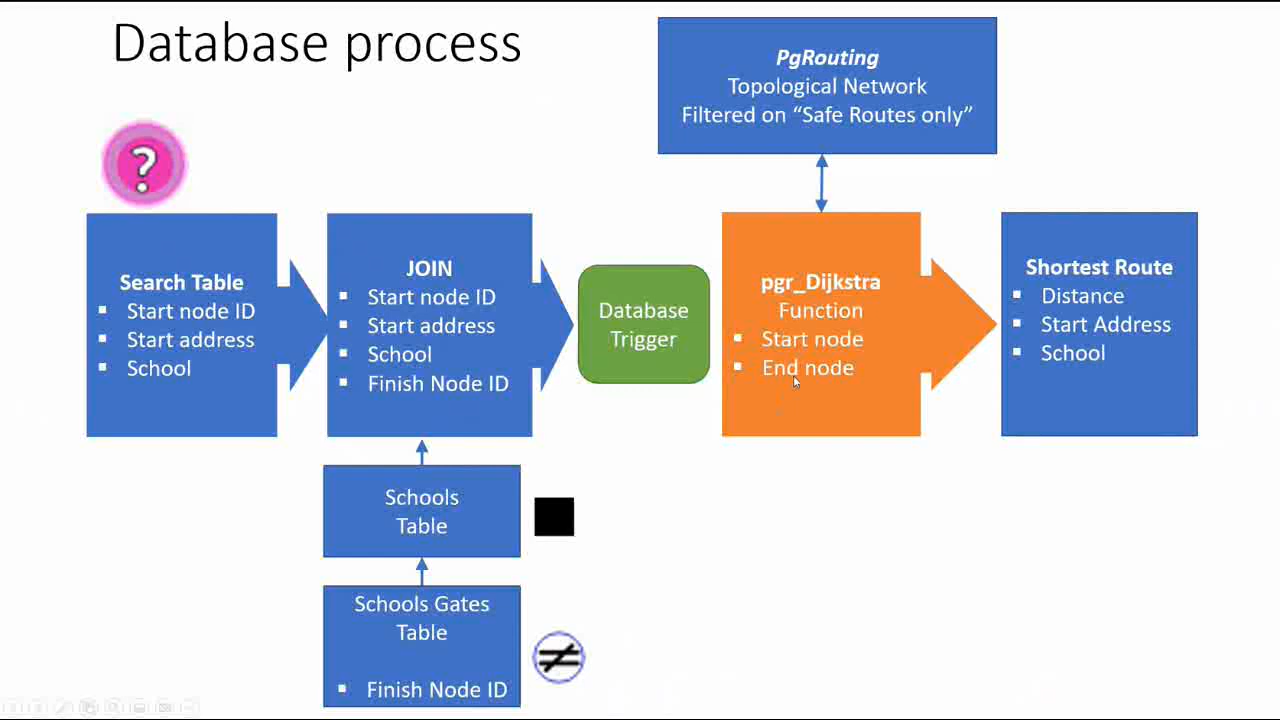 Database process
PgRouting
Topological Network
Filtered on “Safe Routes only”
?
Search Table
▪ Start node ID
▪ Start address
▪ School
JOIN
▪ Start node ID
▪ Start address
▪ School
▪ Finish Node ID
Database
Trigger
pgr_Dijkstra
Function
▪ Start node
▪ End node
Shortest Route
▪ Distance
▪ Start Address
▪ School
Schools
Table
Schools Gates
Table
▪ Finish Node ID
≠